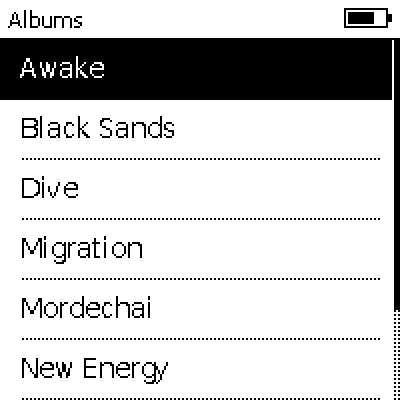 Albums
Awake
Black Sands
Dive
Migration
Mordechai
New Energy